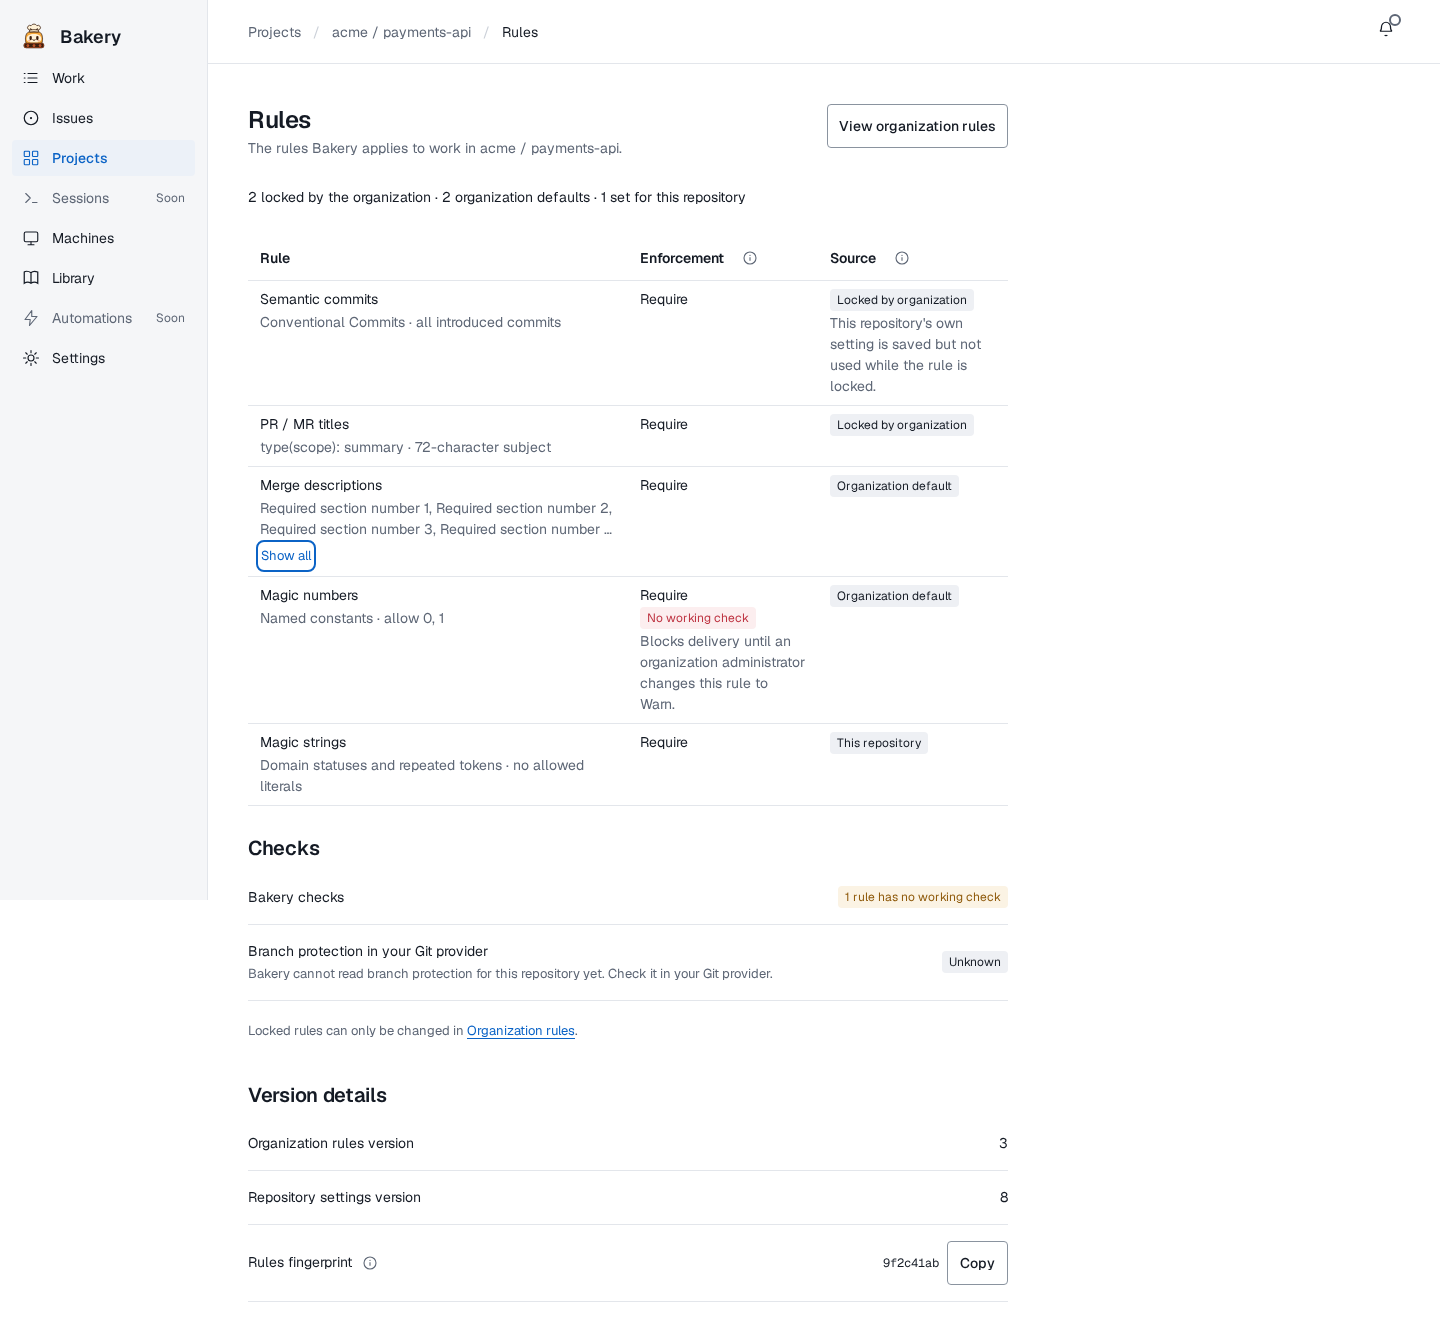 Bakery
Work
Issues
Projects
Sessions Soon
Machines
Library
Automations Soon
Settings
Projects / acme / payments-api / Rules
Rules
View organization rules
The rules Bakery applies to work in acme / payments-api.
2 locked by the organization · 2 organization defaults · 1 set for this repository
Rule Enforcement Source
Semantic commits Require Locked by organization
Conventional Commits · all introduced commits
This repository's own
setting is saved but not
used while the rule is
locked.
PR / MR titles Require Locked by organization
type(scope): summary · 72-character subject
Merge descriptions Require Organization default
Required section number 1, Required section number 2,
Required section number 3, Required section number …
Show all
Magic numbers Require Organization default
Named constants · allow 0, 1
No working check
Blocks delivery until an
organization administrator
changes this rule to
Warn.
Magic strings Require This repository
Domain statuses and repeated tokens · no allowed
literals
Checks
Bakery checks 1 rule has no working check
Branch protection in your Git provider
Bakery cannot read branch protection for this repository yet. Check it in your Git provider.
Unknown
Locked rules can only be changed in Organization rules.
Version details
Organization rules version 3
Repository settings version 8
Rules fingerprint 9f2c41ab Copy